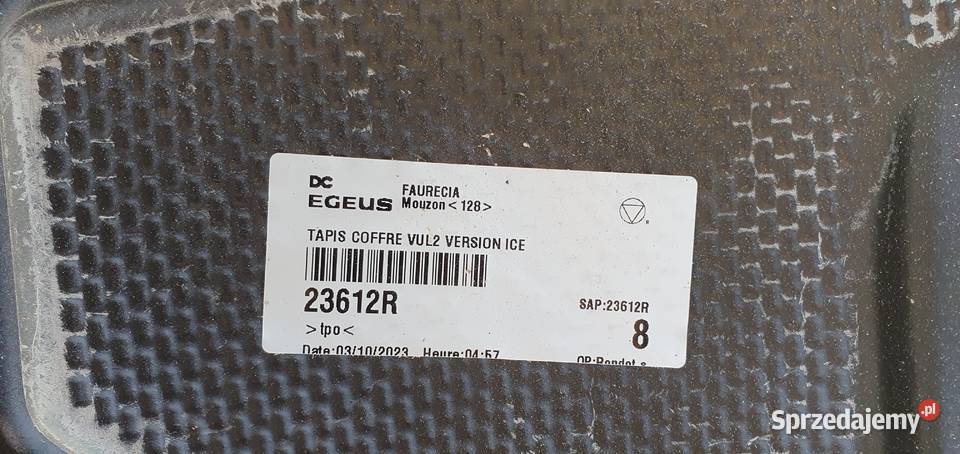 DC
EGEUS
FAURECIA
Mouzon < 128 >
TAPIS COFFRE VUL2 VERSION ICE
23612R
SAP:23612R
>tpo<
8
Date:03/10/2023 Heure:04:57
Sprzedajemy.pl